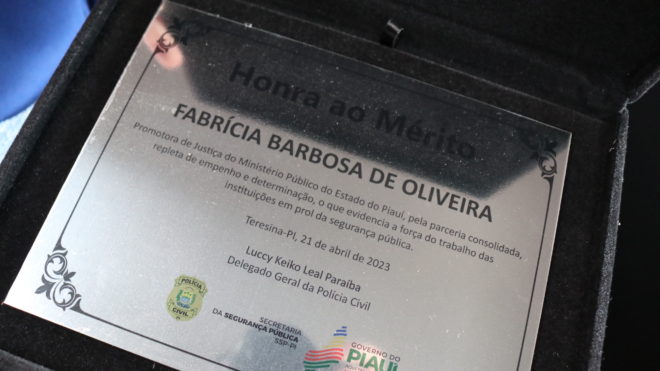 Honra ao Mérito
FABRÍCIA BARBOSA DE OLIVEIRA
Promotora de Justiça do Ministério Público do Estado do Piauí, pela parceria consolidada,
repleta de empenho e determinação, o que evidencia a força do trabalho das
instituições em prol da segurança pública.
Teresina-PI, 21 de abril de 2023
Luccy Keiko Leal Paraíba
Delegado Geral da Polícia Civil
POLÍCIA
CIVIL
SECRETARIA
DA SEGURANÇA PÚBLICA
SSP-PI
GOVERNO DO
PIAUÍ